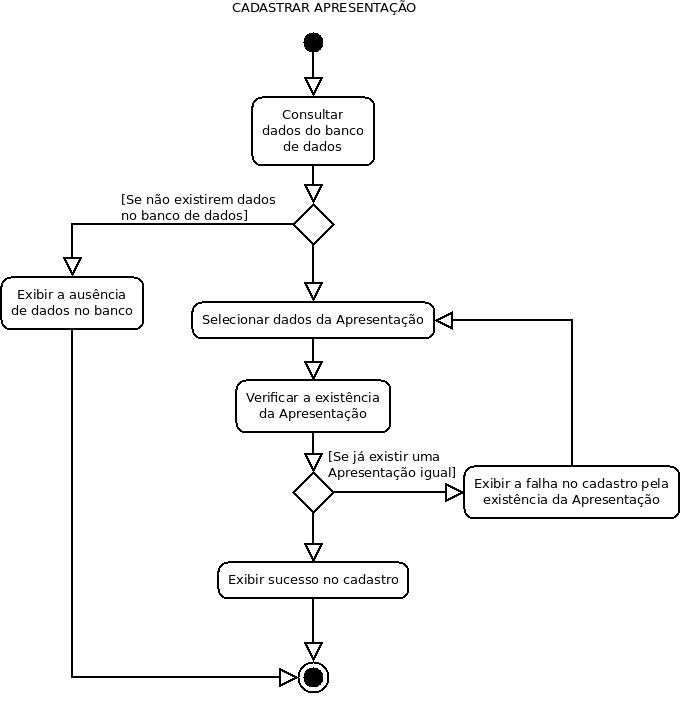 CADASTRAR APRESENTAÇÃO
Consultar
dados do banco
de dados
[Se não existirem dados
no banco de dados]
Exibir a ausência
de dados no banco
Selecionar dados da Apresentação
Verificar a existência
da Apresentação
[Se já existir uma
Apresentação igual]
Exibir a falha no cadastro pela
existência da Apresentação
Exibir sucesso no cadastro